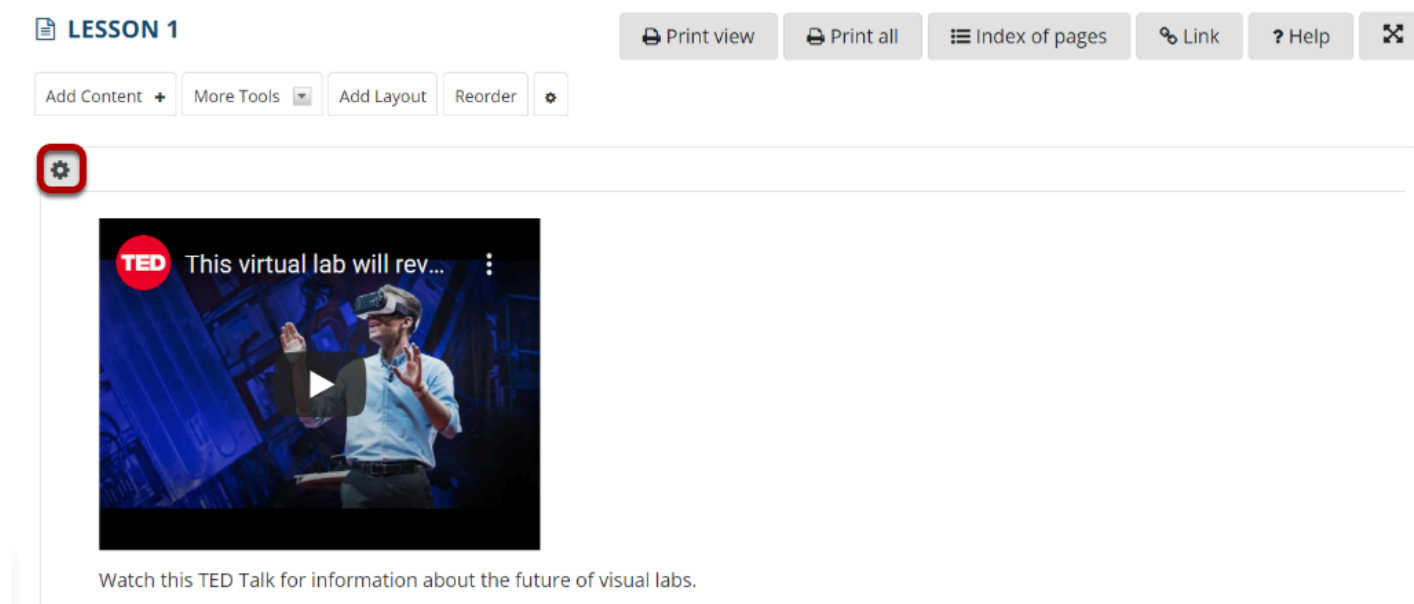 LESSON 1
Print view Print all Index of pages Link ? Help
Add Content + More Tools Add Layout Reorder
TED This virtual lab will rev...
Watch this TED Talk for information about the future of visual labs.